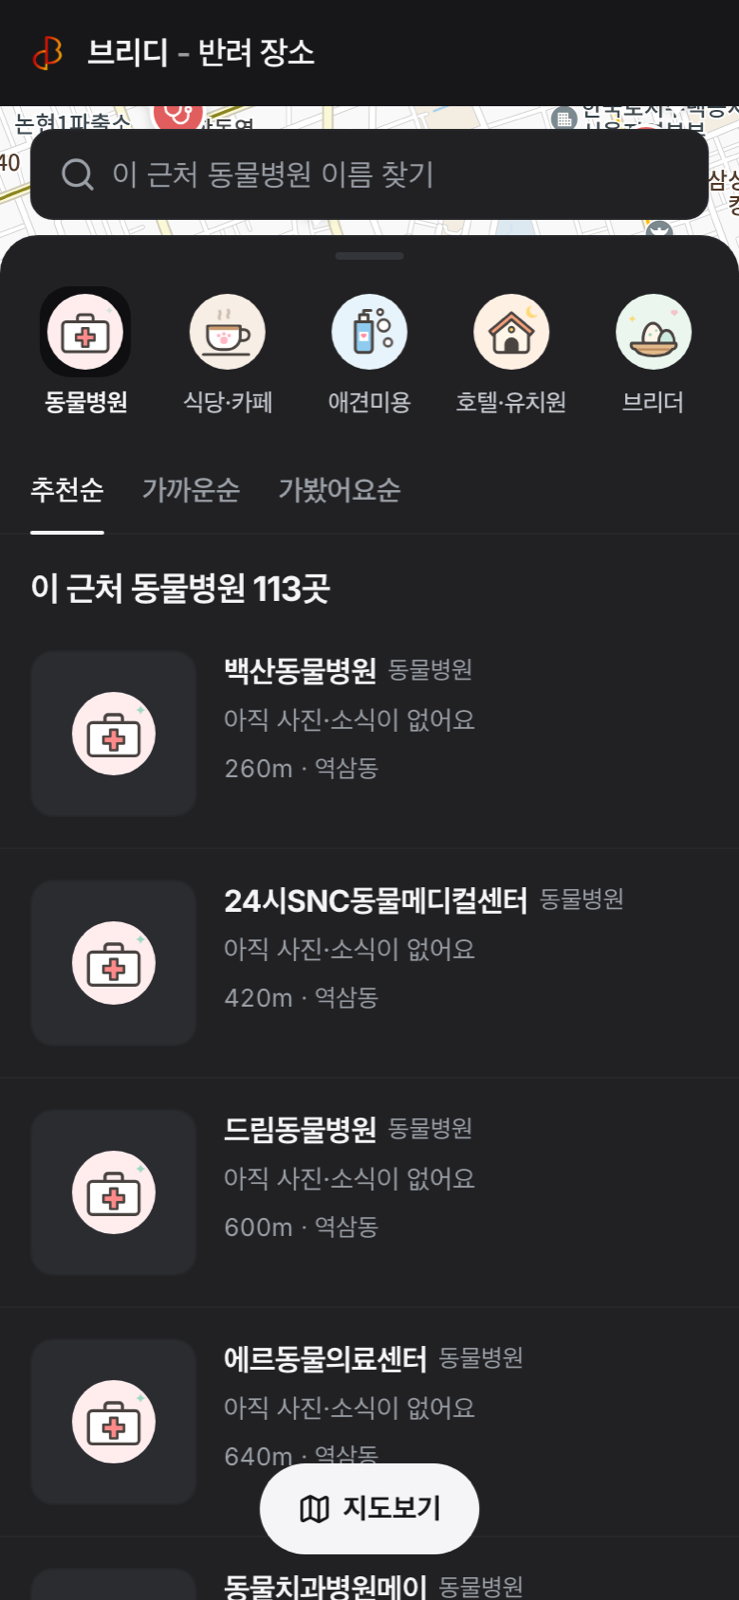 브리디 - 반려 장소
논현1파출소
40
이 근처 동물병원 이름 찾기
동물병원
식당·카페
애견미용
호텔·유치원
브리더
추천순
가까운순
가봤어요순
이 근처 동물병원 113곳
백산동물병원 동물병원
아직 사진·소식이 없어요
260m · 역삼동
24시SNC동물메디컬센터 동물병원
아직 사진·소식이 없어요
420m · 역삼동
드림동물병원 동물병원
아직 사진·소식이 없어요
600m · 역삼동
에르동물의료센터 동물병원
아직 사진·소식이 없어요
640m · 역삼동
지도보기
동물치과병원메이 동물병원